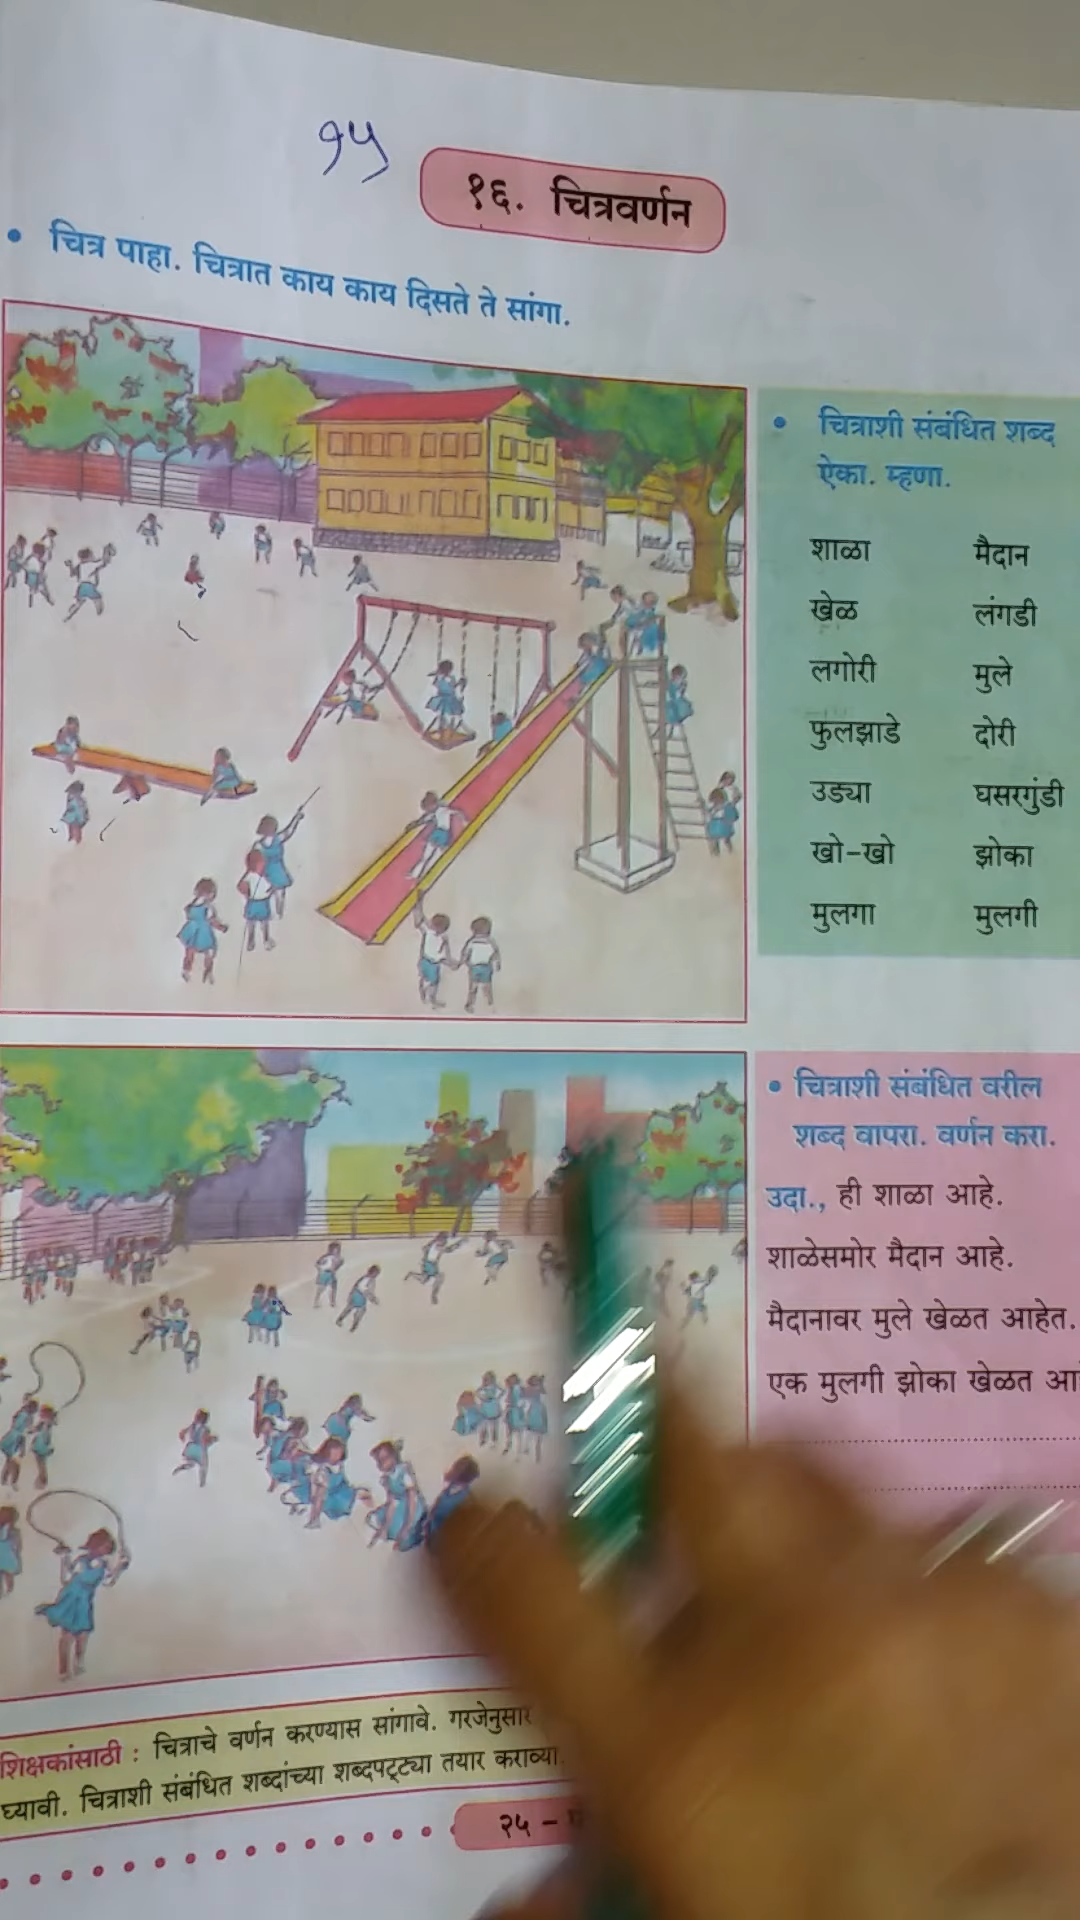 १५
१६. चित्रवर्णन
• चित्र पाहा. चित्रात काय काय दिसते ते सांगा.
• चित्राशी संबंधित शब्द
ऐका. म्हणा.
शाळा मैदान
खेळ लंगडी
लगोरी मुले
फुलझाडे दोरी
उड्या घसरगुंडी
खो-खो झोका
मुलगा मुलगी
• चित्राशी संबंधित वरील
शब्द वापरा. वर्णन करा.
उदा., ही शाळा आहे.
शाळेसमोर मैदान आहे.
मैदानावर मुले खेळत आहेत.
एक मुलगी झोका खेळत
शिक्षकांसाठी : चित्राचे वर्णन करण्यास सांगावे. गरजेनुसार
घ्यावी. चित्राशी संबंधित शब्दांच्या शब्दपट्ट्या तयार कराव्या.
२५ –